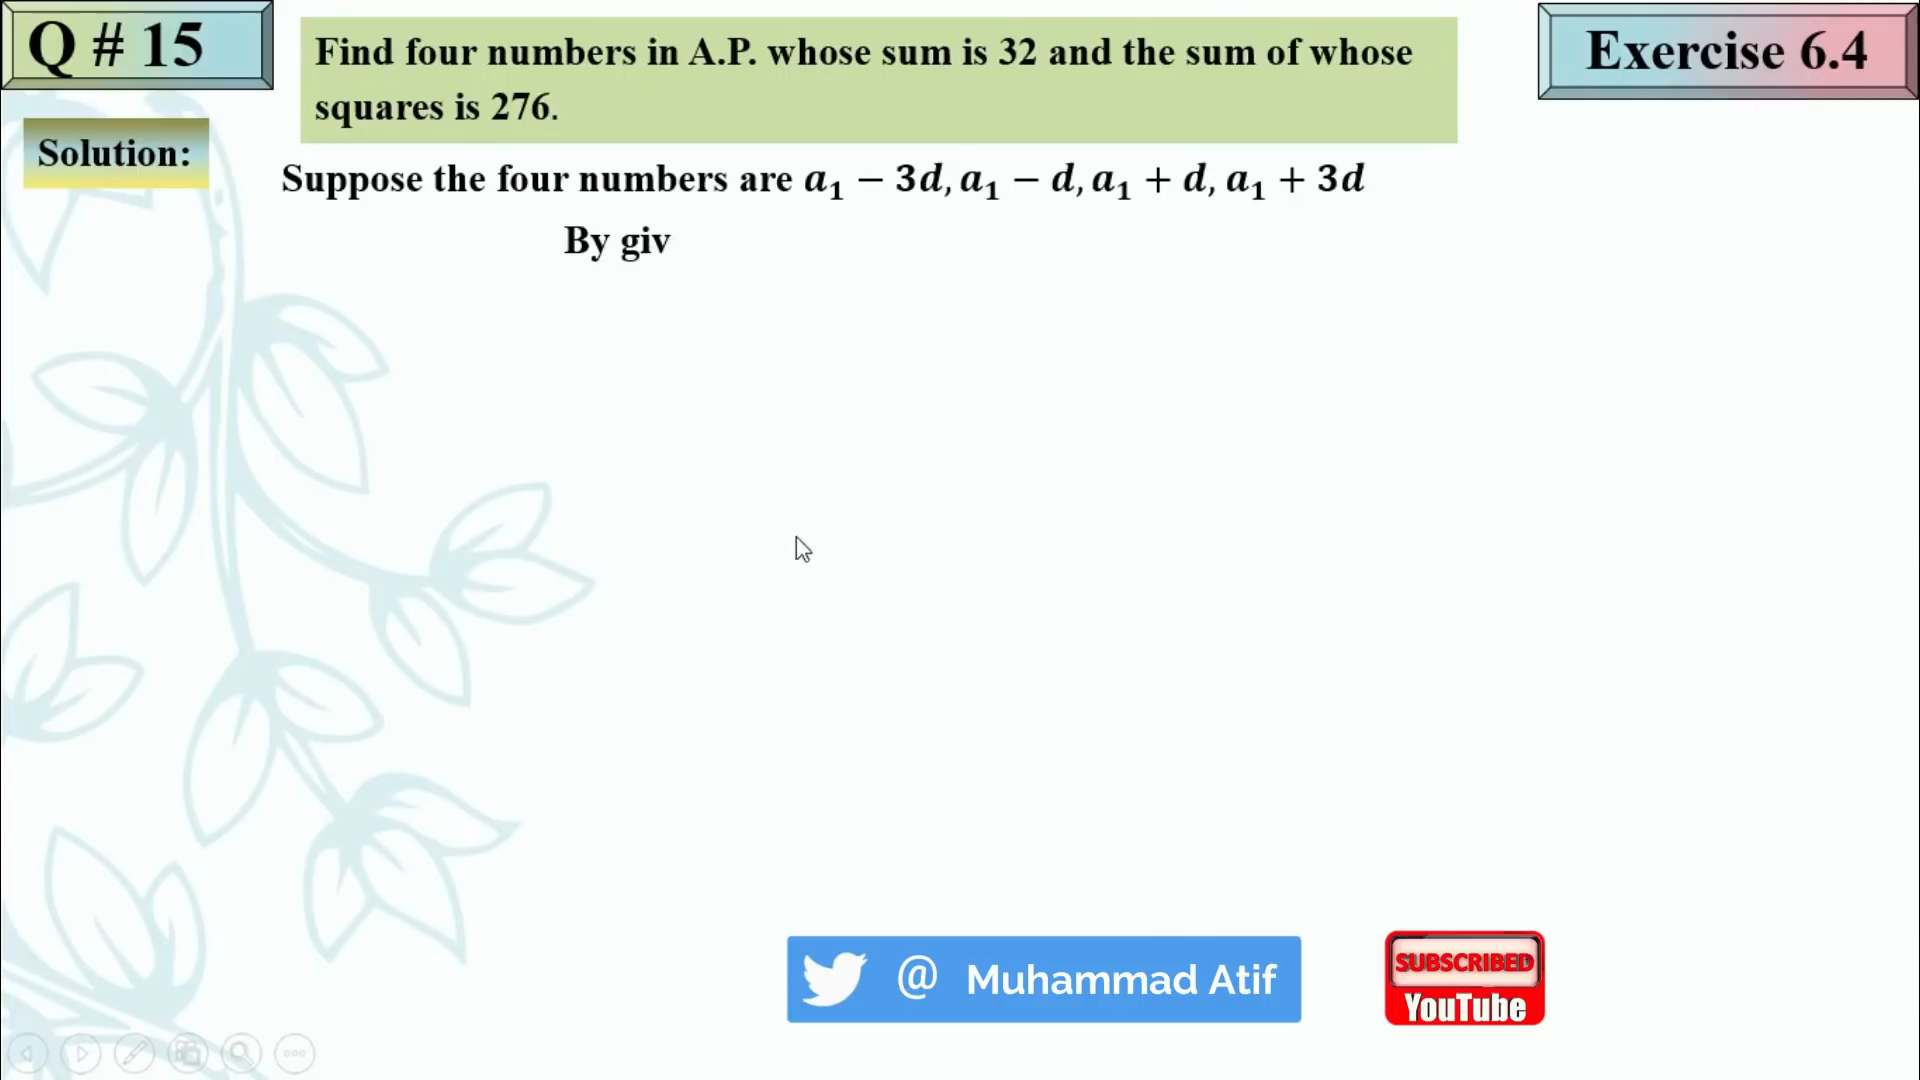 Q # 15
Find four numbers in A.P. whose sum is 32 and the sum of whose
squares is 276.
Exercise 6.4
Solution:
Suppose the four numbers are a₁ − 3d, a₁ − d, a₁ + d, a₁ + 3d
By giv
@ Muhammad Atif
SUBSCRIBED
YouTube